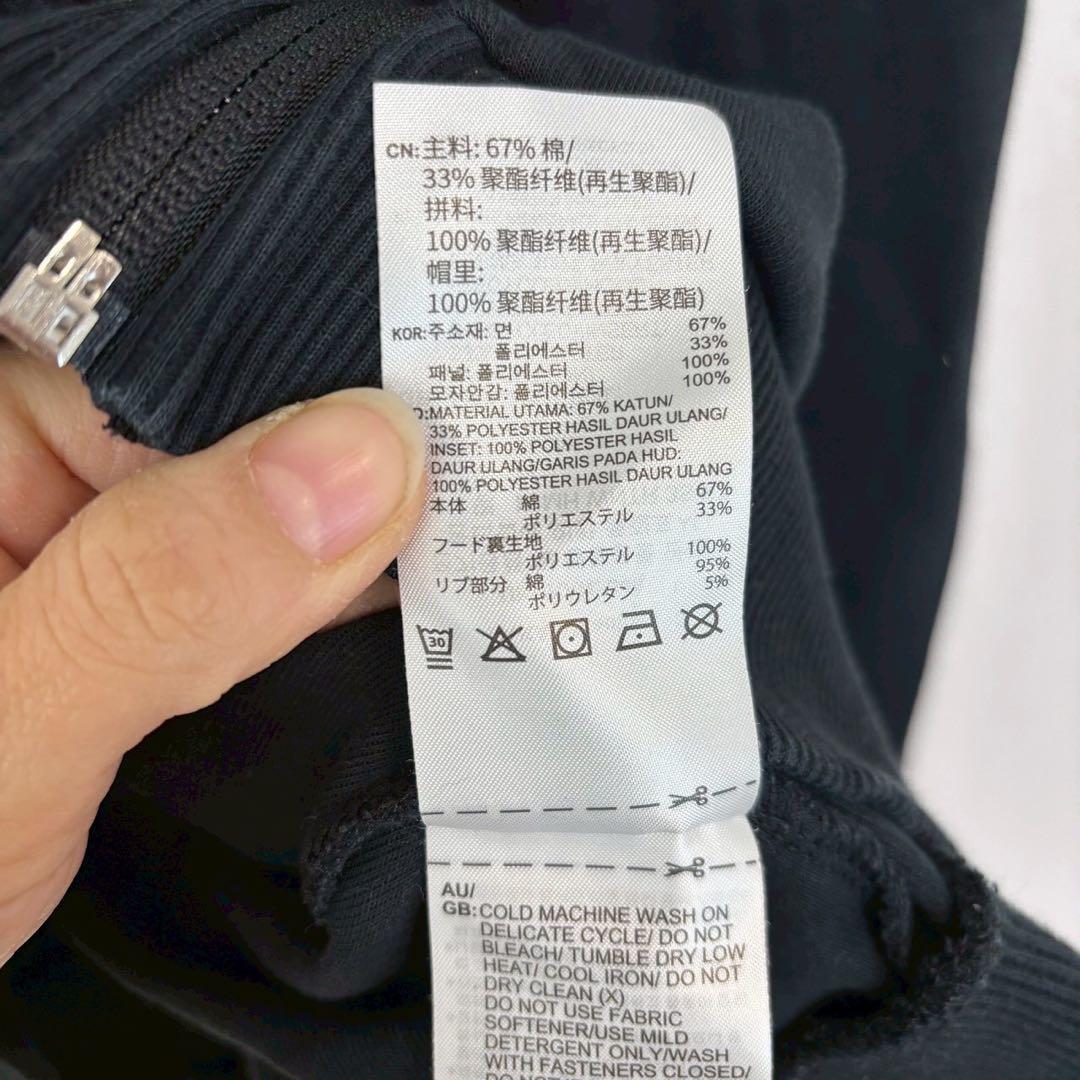 CN:主料: 67% 棉/
33% 聚酯纤维(再生聚酯)/
拼料:
100% 聚酯纤维(再生聚酯)/
帽里:
100% 聚酯纤维(再生聚酯)
KOR:주소재: 면 67%
폴리에스터 33%
패널: 폴리에스터 100%
모자안감: 폴리에스터 100%
D:MATERIAL UTAMA: 67% KATUN/
33% POLYESTER HASIL DAUR ULANG/
INSET: 100% POLYESTER HASIL
DAUR ULANG/GARIS PADA HUD:
100% POLYESTER HASIL DAUR ULANG
本体 綿 67%
ポリエステル 33%
フード裏生地
ポリエステル 100%
リブ部分 綿 95%
ポリウレタン 5%
30
AU/
GB:COLD MACHINE WASH ON
DELICATE CYCLE/ DO NOT
BLEACH/ TUMBLE DRY LOW
HEAT/ COOL IRON/ DO NOT
DRY CLEAN (X)
DO NOT USE FABRIC
SOFTENER/USE MILD
DETERGENT ONLY/WASH
WITH FASTENERS CLOSED/